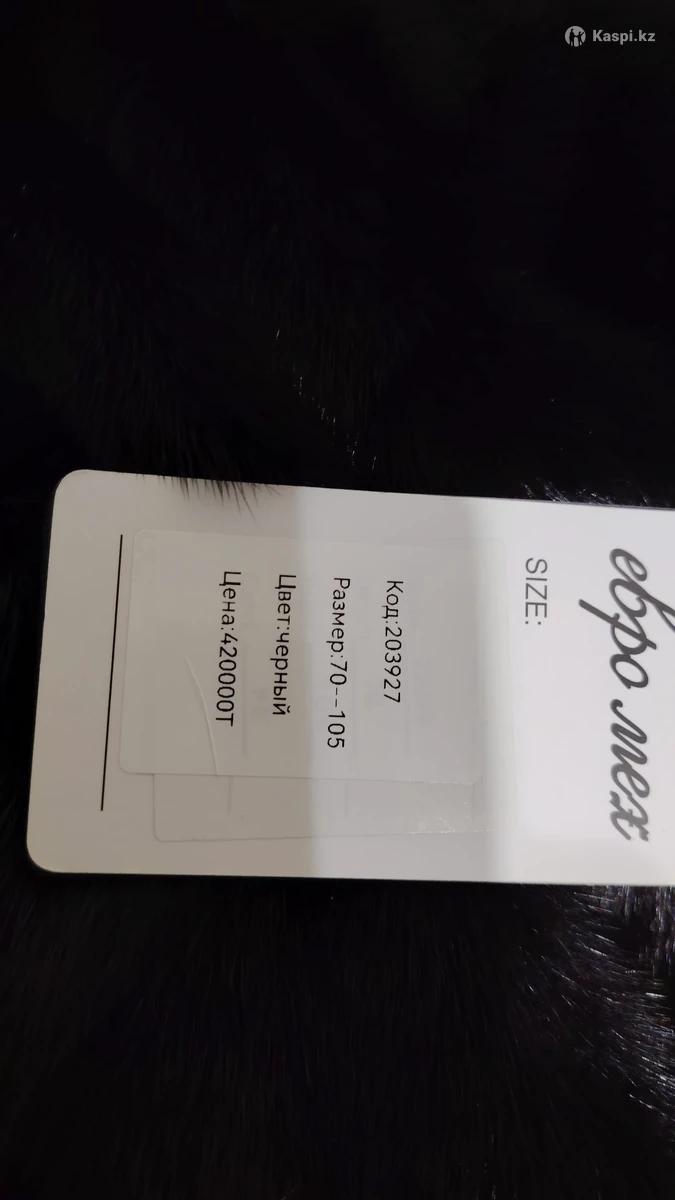 Kaspi.kz
евро мех
SIZE:
Код:203927
Размер:70--105
Цвет:черный
Цена:420000Т